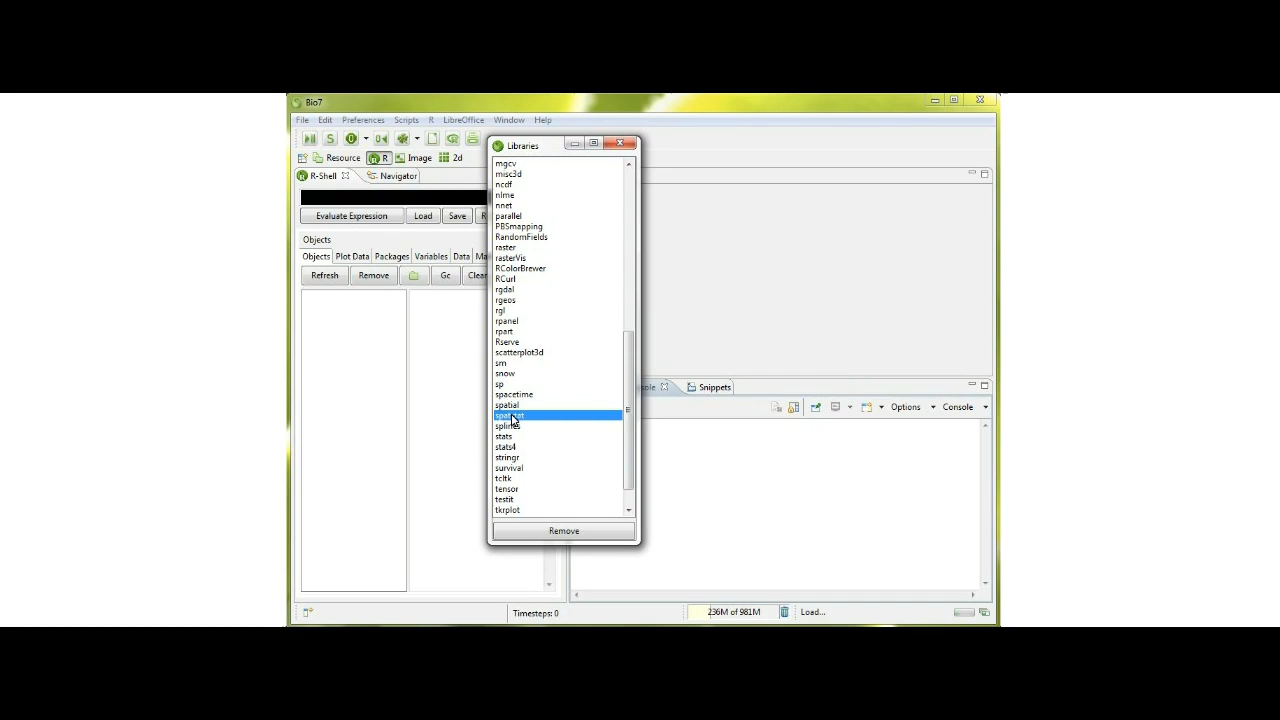 Bio7
File Edit Preferences Scripts R LibreOffice Window Help
Resource R Image 2d
R-Shell Navigator
Evaluate Expression Load Save
Objects
Objects Plot Data Packages Variables Data
Refresh Remove Gc Clear
Libraries
mgcv
misc3d
ncdf
nlme
nnet
parallel
PBSmapping
RandomFields
raster
rasterVis
RColorBrewer
RCurl
rgdal
rgeos
rgl
rpanel
rpart
Rserve
scatterplot3d
sm
snow
sp
spacetime
spatial
spatstat
splines
stats
stats4
stringr
survival
tcltk
tensor
testit
tkrplot
Remove
Snippets
Options Console
Timesteps: 0
236M of 981M
Load...